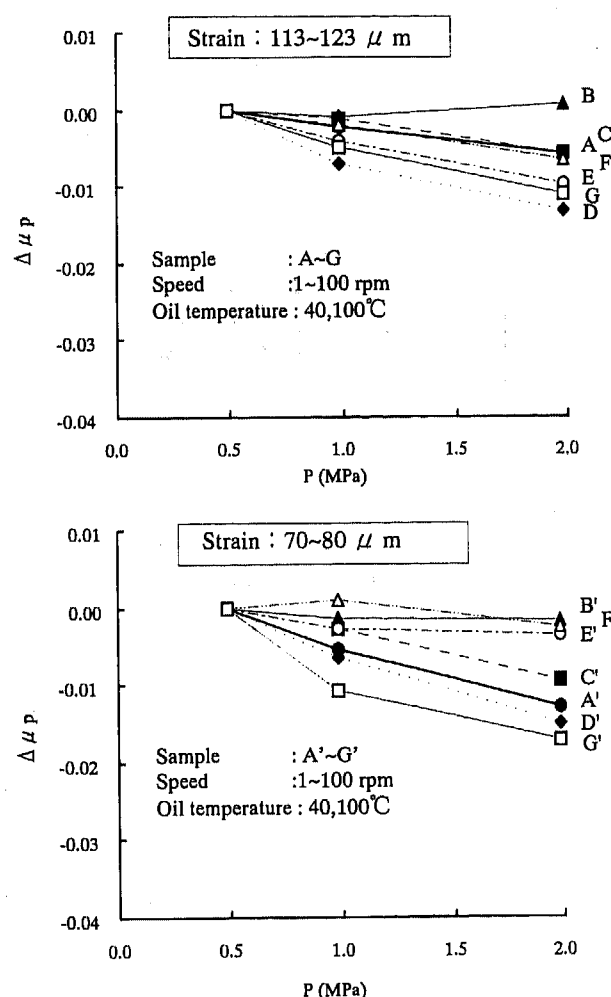 0.01
Strain : 113~123 μ m
B
0.00
C
A
F
E
-0.01
G
D
Δ μ p
-0.02
Sample : A~G
Speed :1~100 rpm
Oil temperature : 40,100℃
-0.03
-0.04
0.0 0.5 1.0 1.5 2.0
P (MPa)
0.01
Strain : 70~80 μ m
0.00
B'
F
E'
C'
-0.01
A'
D'
G'
Δ μ p
-0.02
Sample : A’~G’
Speed :1~100 rpm
Oil temperature : 40,100℃
-0.03
-0.04
0.0 0.5 1.0 1.5 2.0
P (MPa)